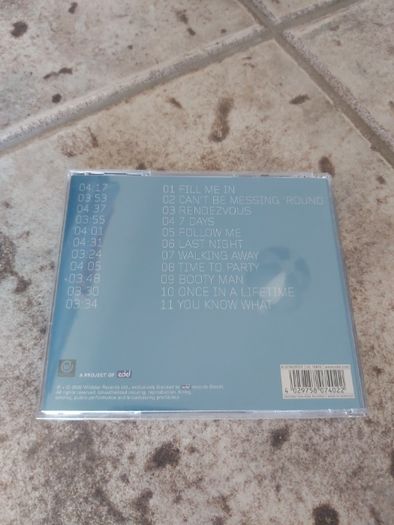 04:17 01 FILL ME IN
03:53 02 CAN'T BE MESSING 'ROUND
04:37 03 RENDEZVOUS
03:55 04 7 DAYS
04:01 05 FOLLOW ME
04:31 06 LAST NIGHT
03:24 07 WALKING AWAY
04:05 08 TIME TO PARTY
03:48 09 BOOTY MAN
03:30 10 ONCE IN A LIFETIME
03:34 11 YOU KNOW WHAT
A PROJECT OF edel
4 029758 074022